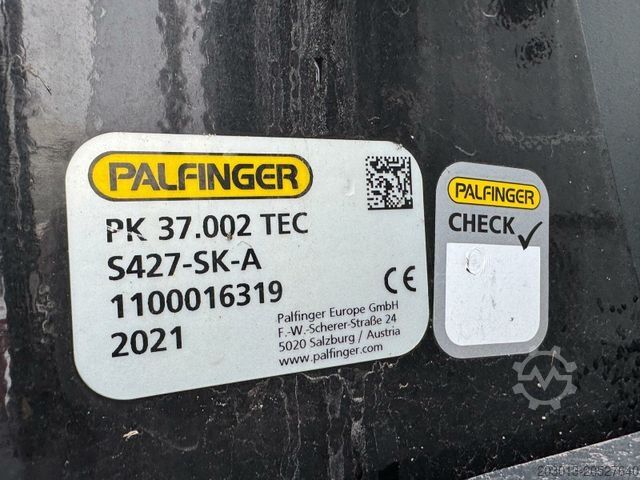 PALFINGER
PK 37.002 TEC
S427-SK-A
1100016319
2021
CE
Palfinger Europe GmbH
F.-W.-Scherer-Straße 24
5020 Salzburg / Austria
www.palfinger.com
PALFINGER
CHECK